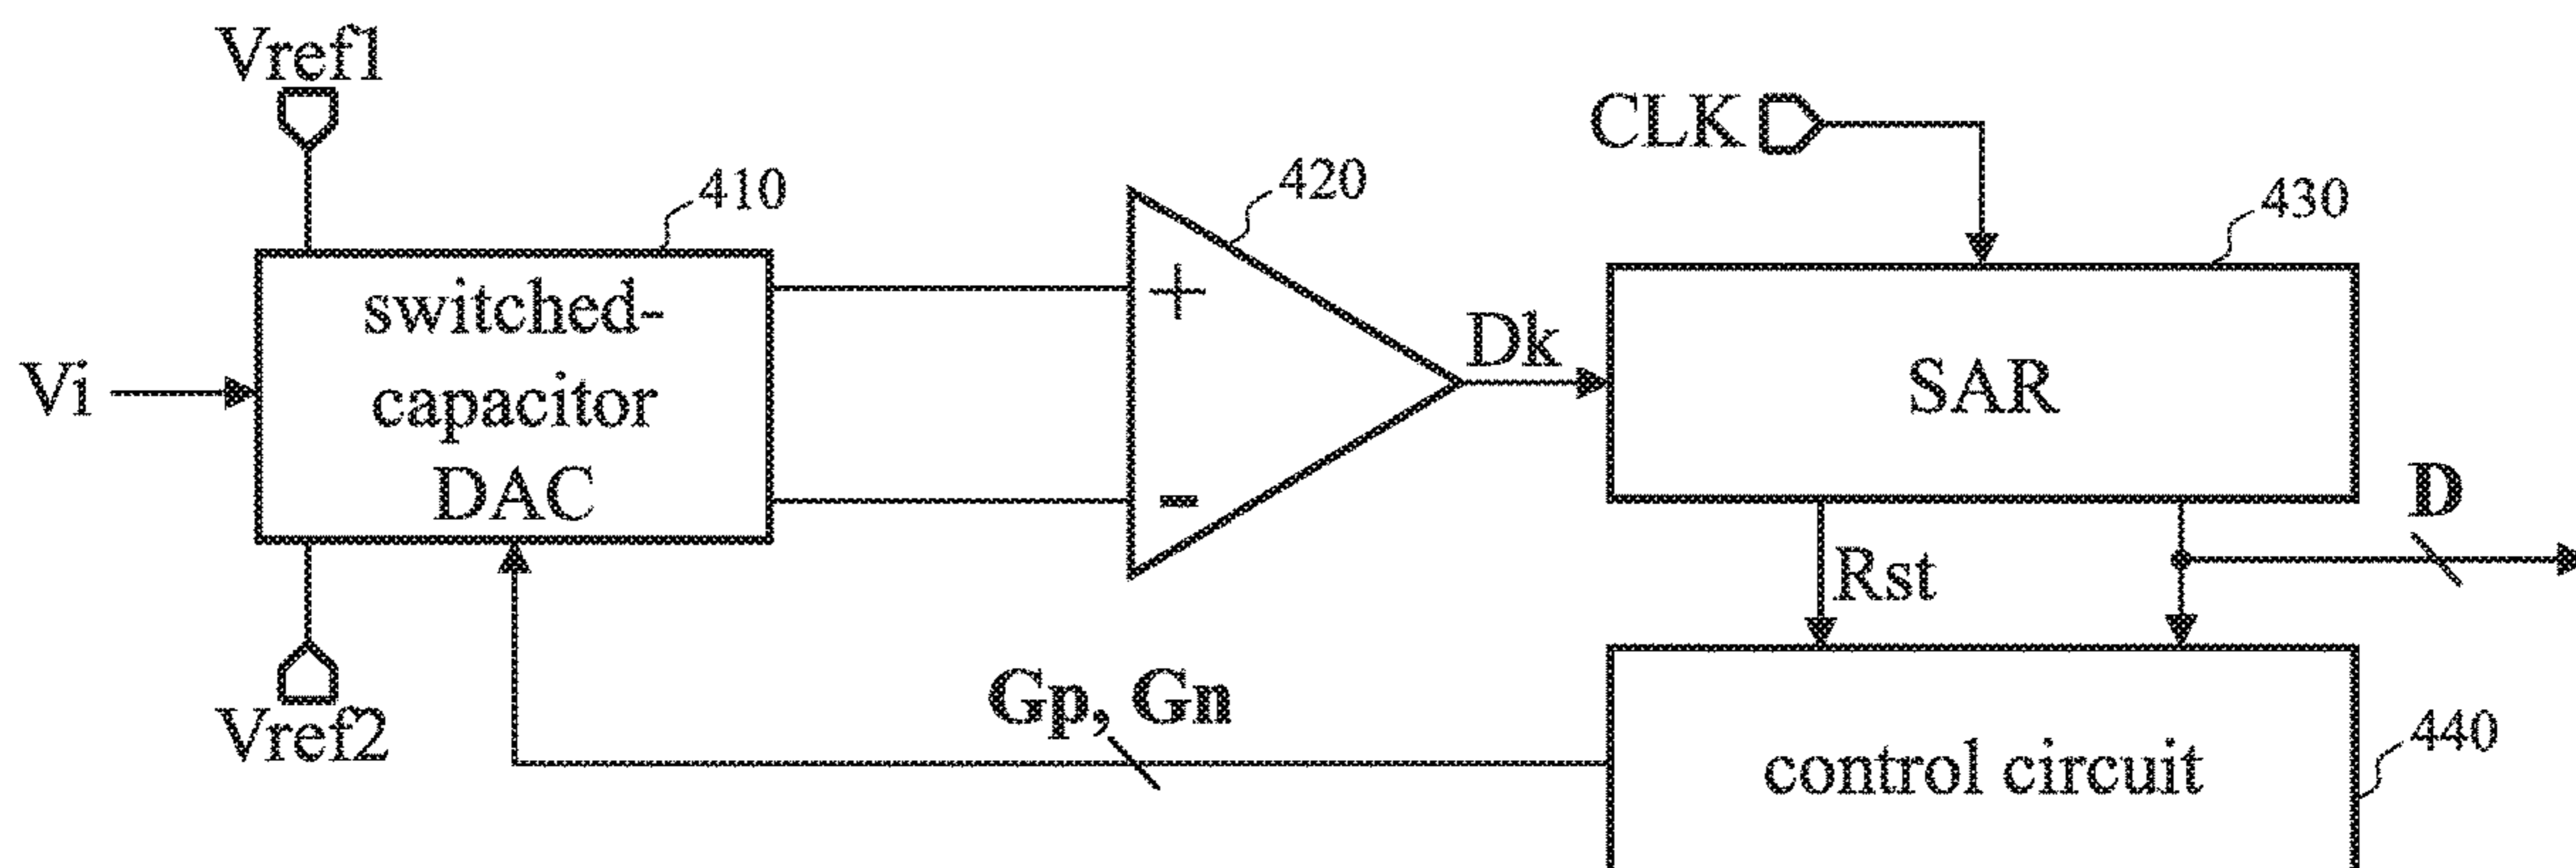 Vref1
CLK
410
420
430
switched-
capacitor
DAC
Vi
+
-
Dk
SAR
D
Rst
Vref2
Gp, Gn
control circuit
440